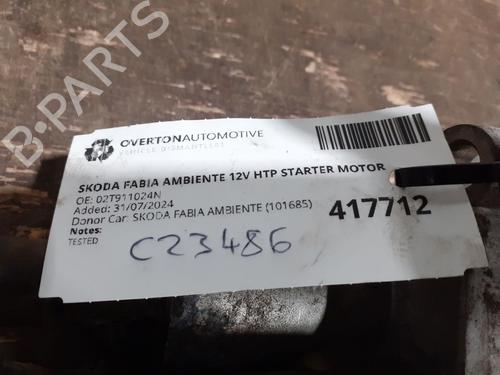 B-PARTS
OVERTONAUTOMOTIVE
VEHICLE DISMANTLERS
SKODA FABIA AMBIENTE 12V HTP STARTER MOTOR
OE: 02T911024N
Added: 31/07/2024
Donor Car: SKODA FABIA AMBIENTE (101685)
417712
Notes:
TESTED
C23486